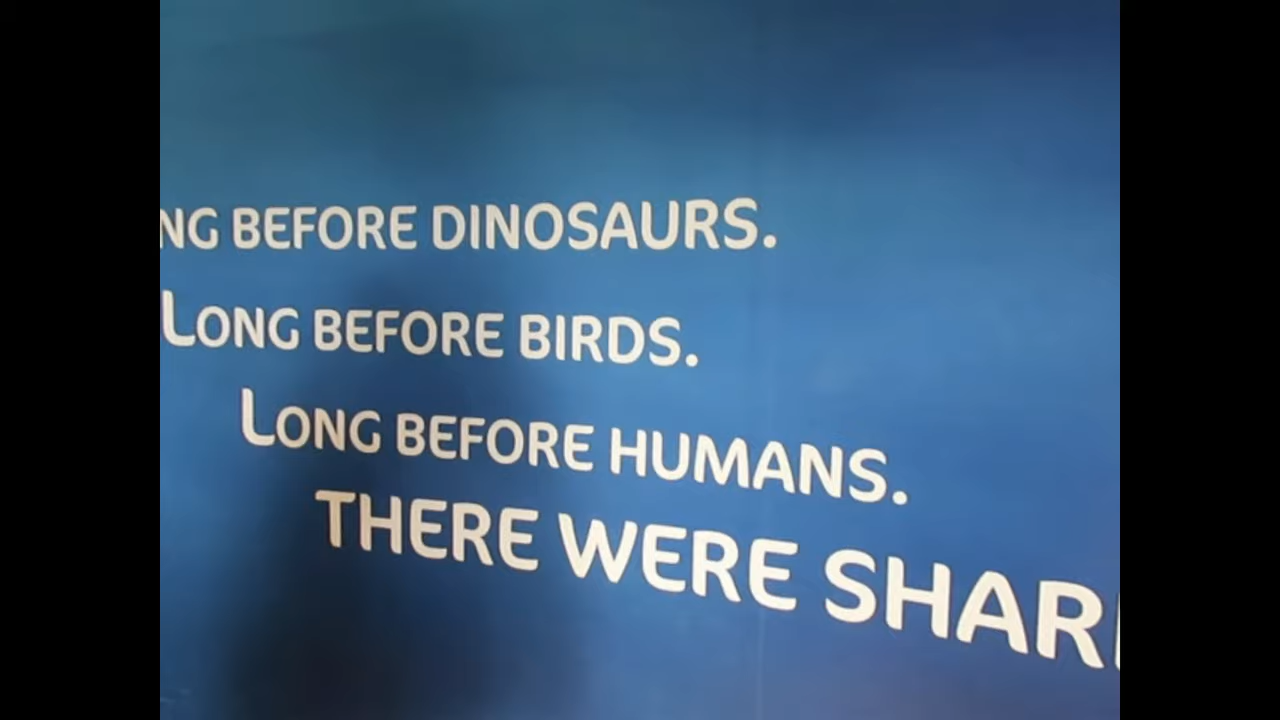 NG BEFORE DINOSAURS.
LONG BEFORE BIRDS.
LONG BEFORE HUMANS.
THERE WERE SHAR